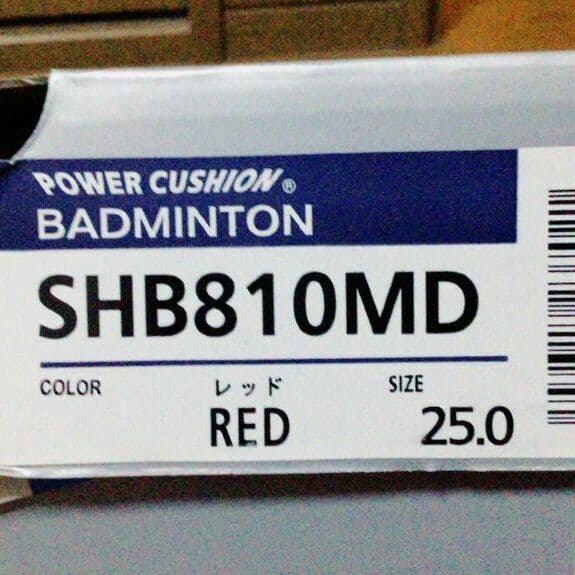 POWER CUSHION®
BADMINTON
SHB810MD
COLOR レッド SIZE
RED 25.0